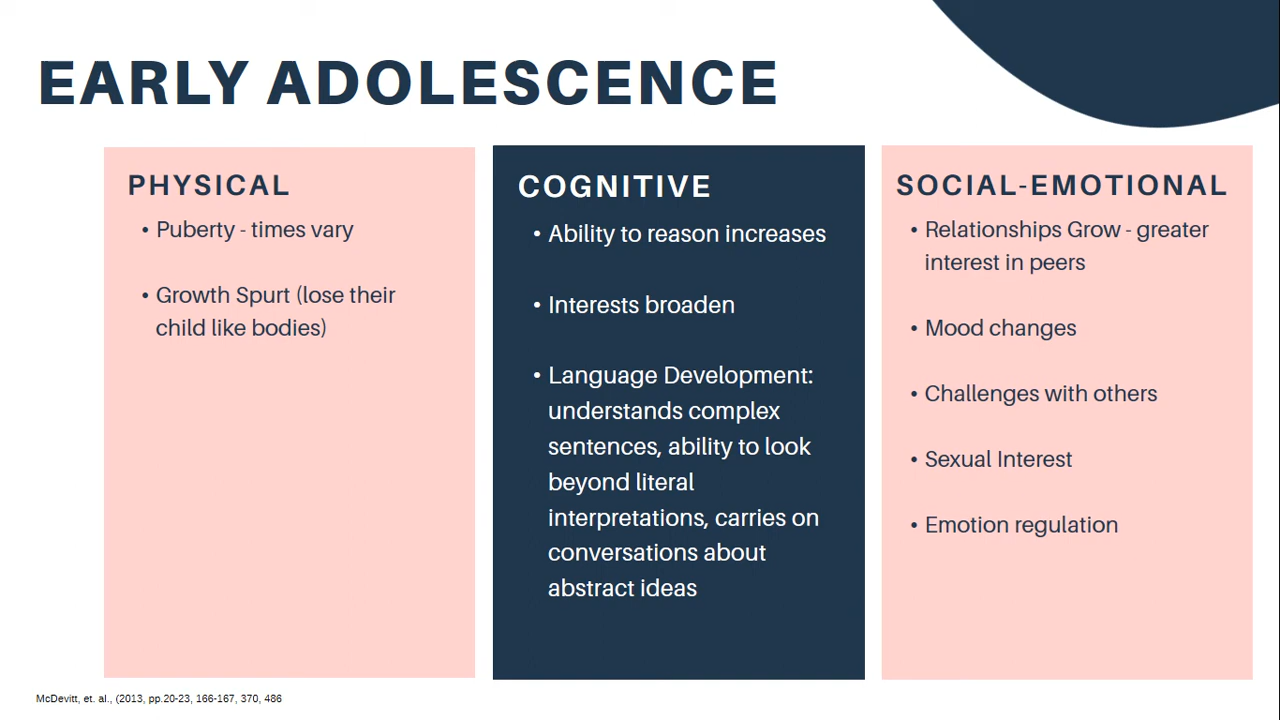 EARLY ADOLESCENCE
PHYSICAL
• Puberty - times vary
• Growth Spurt (lose their
child like bodies)
COGNITIVE
• Ability to reason increases
• Interests broaden
• Language Development:
understands complex
sentences, ability to look
beyond literal
interpretations, carries on
conversations about
abstract ideas
SOCIAL-EMOTIONAL
• Relationships Grow - greater
interest in peers
• Mood changes
• Challenges with others
• Sexual Interest
• Emotion regulation
McDevitt, et. al., (2013, pp.20-23, 166-167, 370, 486